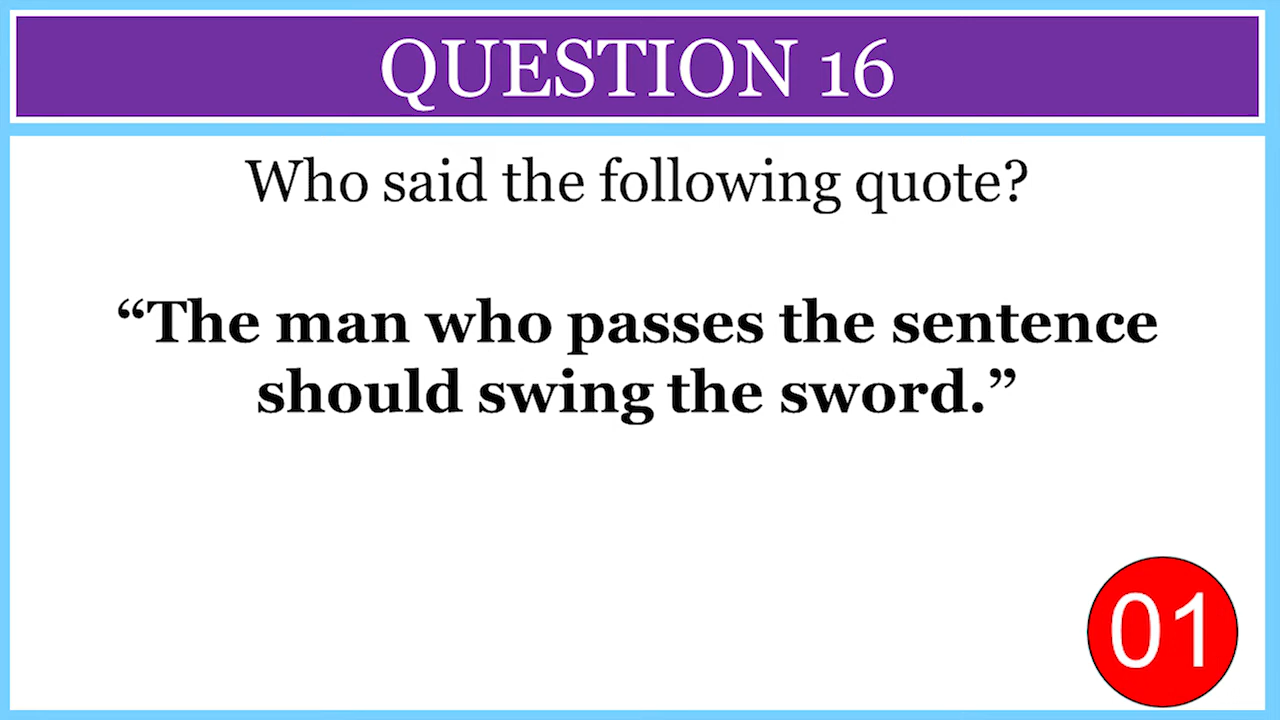 QUESTION 16
Who said the following quote?
“The man who passes the sentence
should swing the sword.”
01